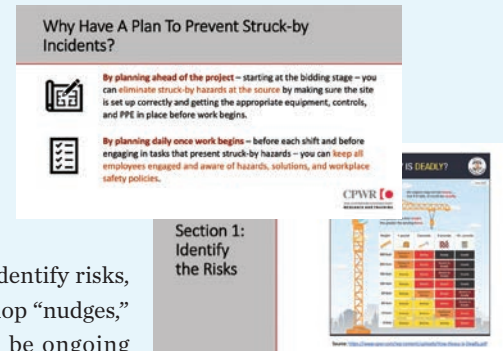 Why Have A Plan To Prevent Struck-by
Incidents?
By planning ahead of the project – starting at the bidding stage – you
can eliminate struck-by hazards at the source by making sure the site
is set up correctly and getting the appropriate equipment, controls,
and PPE in place before work begins.
By planning daily once work begins – before each shift and before
engaging in tasks that present struck-by hazards – you can keep all
employees engaged and aware of hazards, solutions, and workplace
safety policies.
CPWR
RESEARCH AND TRAINING
Section 1:
Identify
the Risks
IS DEADLY?
dentify risks,
op “nudges,”
be ongoing
Source: